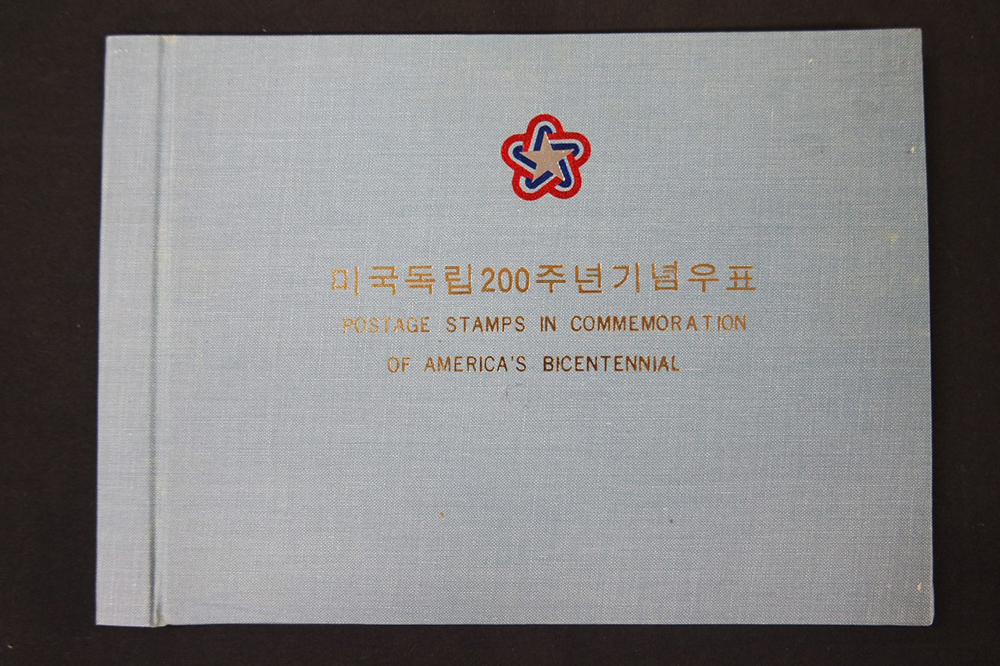 미국독립200주년기념우표
POSTAGE STAMPS IN COMMEMORATION
OF AMERICA'S BICENTENNIAL